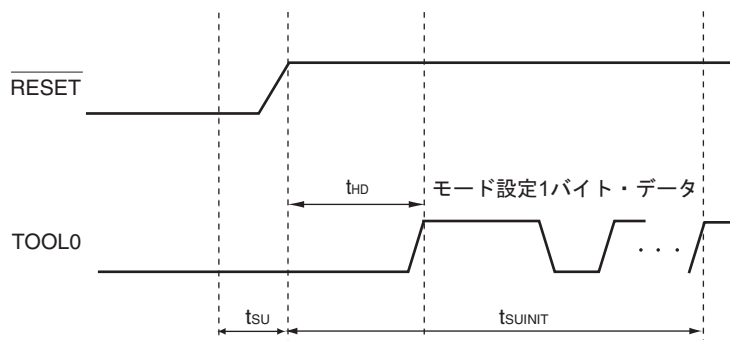 RESET
tHD
モード設定1バイト・データ
TOOL0
. . .
tSU
tSUINIT